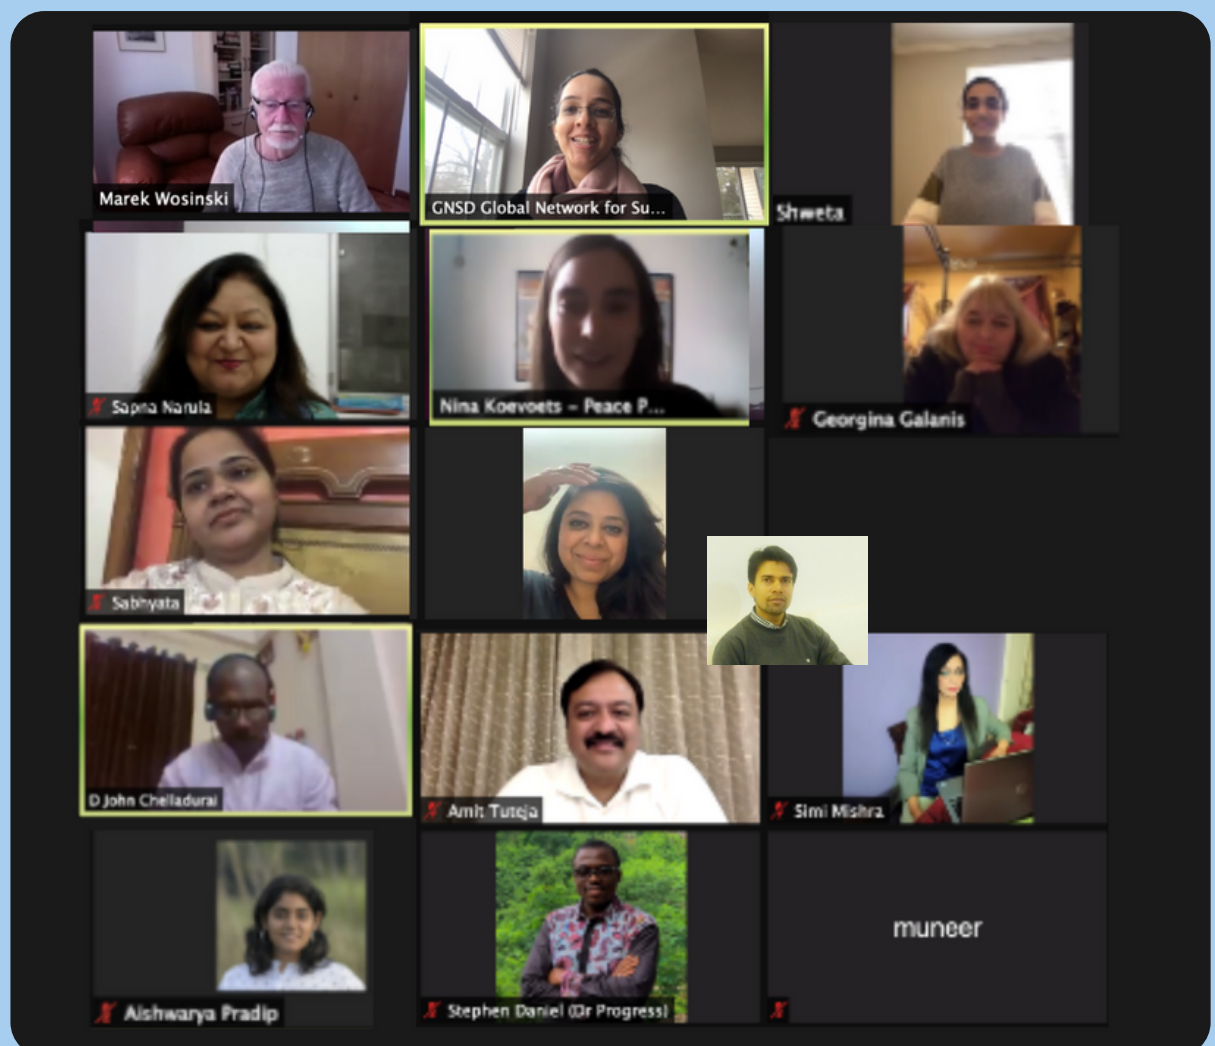 Marek Wosinski
GNSD Global Network for Su...
Shweta
Sapna Narula
Nina Koevoets – Peace P...
Georgina Galanis
Sabhyata
D John Chelladurai
Amit Tuteja
Simi Mishra
Aishwarya Pradip
Stephen Daniel (Dr Progress)
muneer